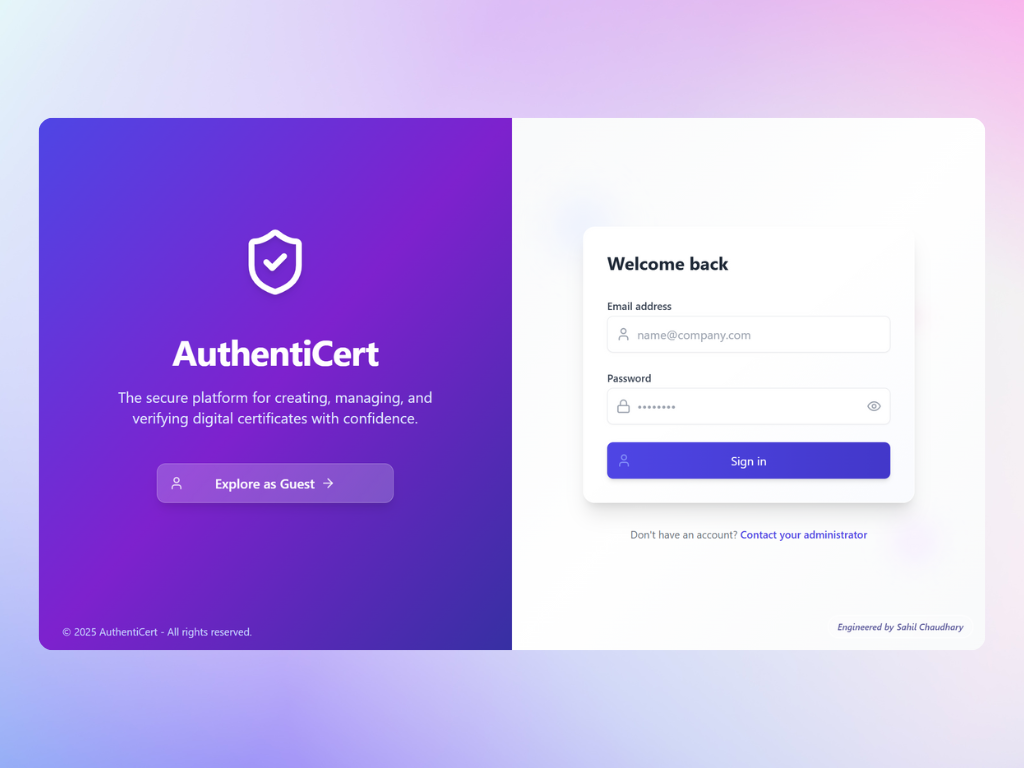 AuthentiCert
The secure platform for creating, managing, and
verifying digital certificates with confidence.
Explore as Guest
© 2025 AuthentiCert - All rights reserved.
Welcome back
Email address
name@company.com
Password
••••••••
Sign in
Don't have an account? Contact your administrator
Engineered by Sahil Chaudhary